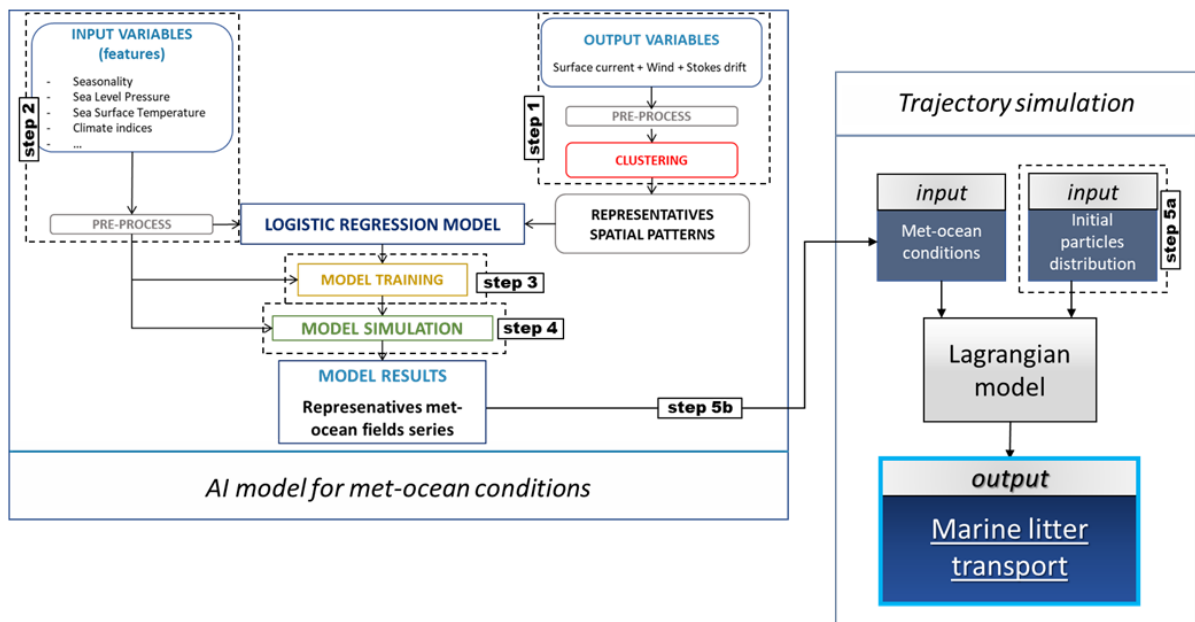 INPUT VARIABLES
(features)
- Seasonality
- Sea Level Pressure
- Sea Surface Temperature
- Climate indices
- ...
step 2
PRE-PROCESS
OUTPUT VARIABLES
Surface current + Wind + Stokes drift
step 1
PRE-PROCESS
CLUSTERING
REPRESENTATIVES
SPATIAL PATTERNS
LOGISTIC REGRESSION MODEL
MODEL TRAINING
step 3
MODEL SIMULATION
step 4
MODEL RESULTS
Represenatives met-
ocean fields series
step 5b
AI model for met-ocean conditions
Trajectory simulation
input
Met-ocean
conditions
input
Initial
particles
distribution
step 5a
Lagrangian
model
output
Marine litter
transport